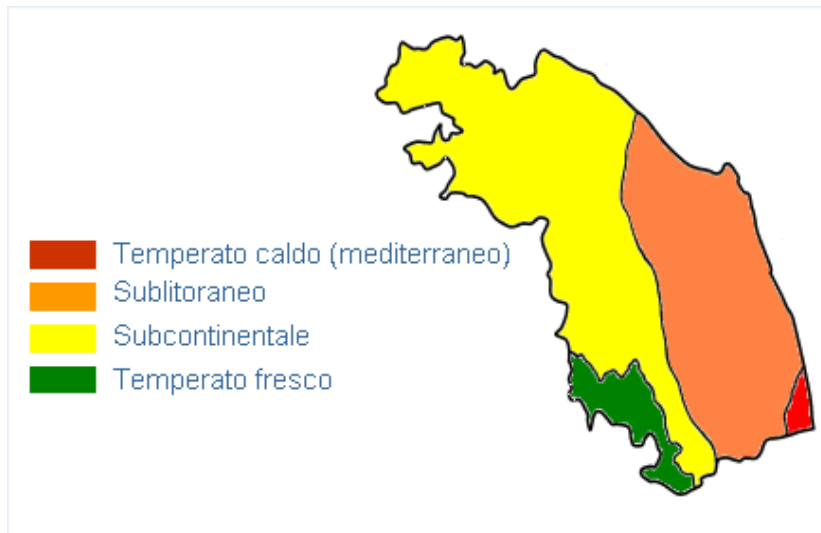 Temperato caldo (mediterraneo)
Sublitoraneo
Subcontinentale
Temperato fresco